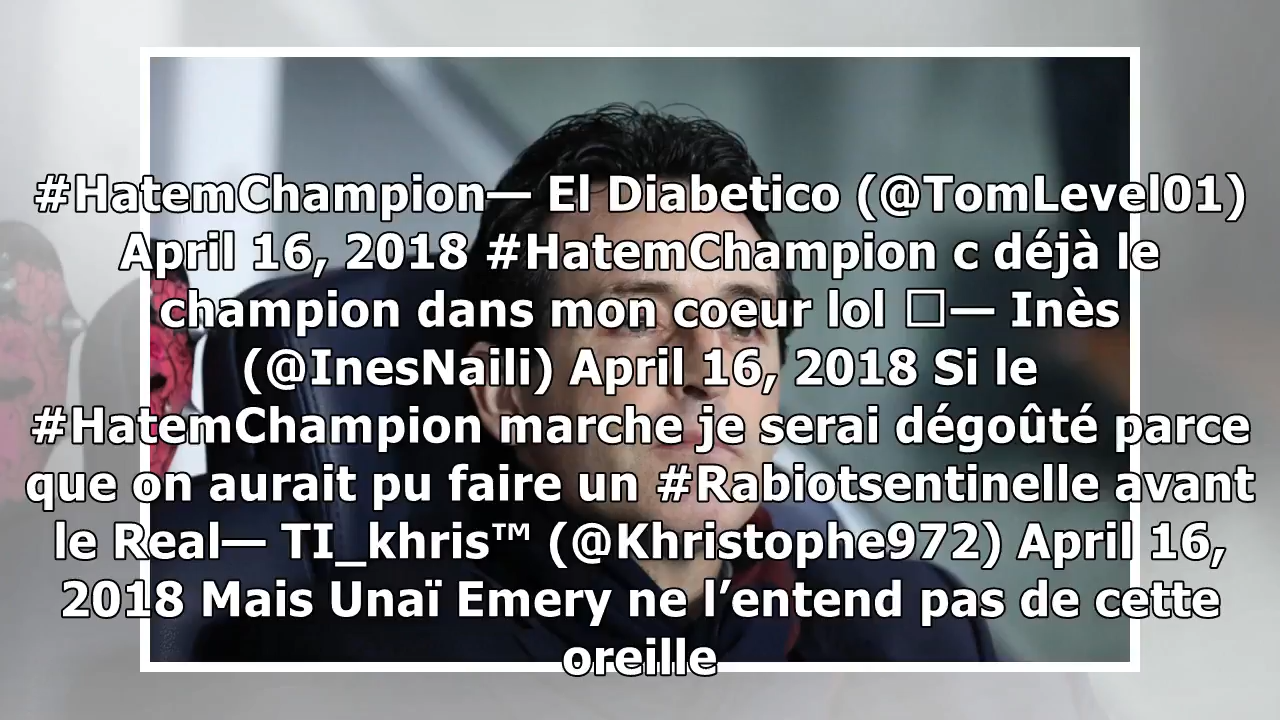 #HatemChampion— El Diabetico (@TomLevel01)
April 16, 2018 #HatemChampion c déjà le
champion dans mon coeur lol □— Inès
(@InesNaili) April 16, 2018 Si le
#HatemChampion marche je serai dégoûté parce
que on aurait pu faire un #Rabiotsentinelle avant
le Real— TI_khris™ (@Khristophe972) April 16,
2018 Mais Unaï Emery ne l’entend pas de cette
oreille